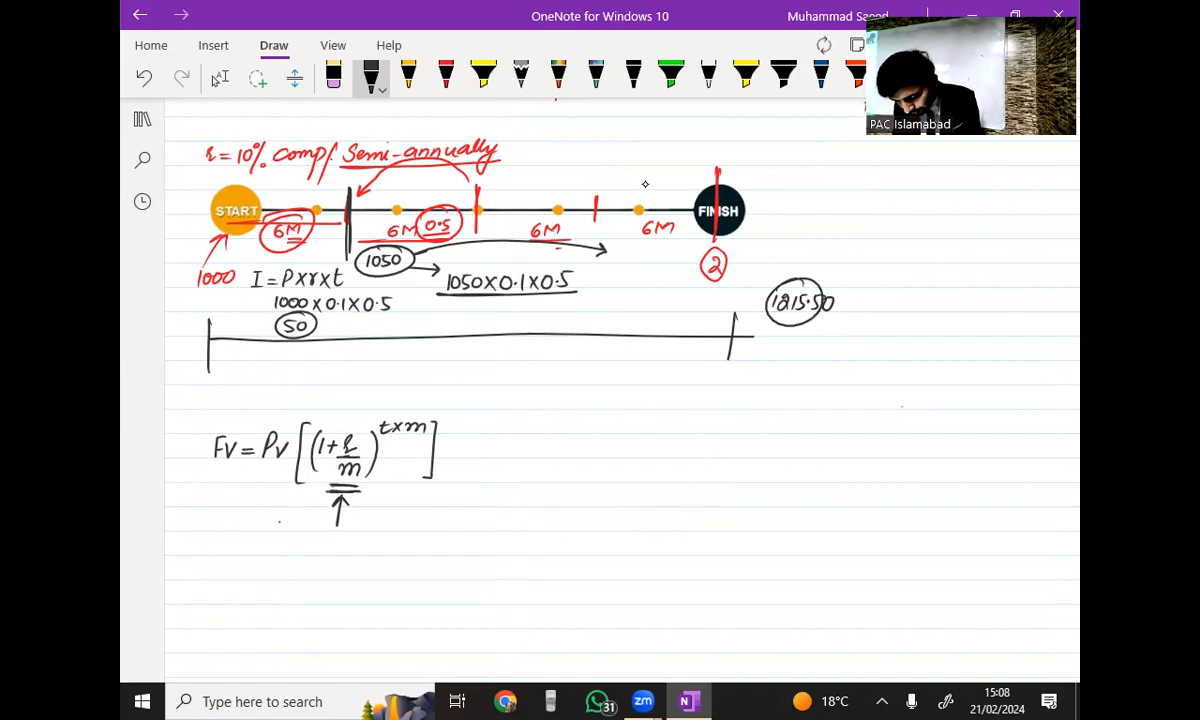 OneNote for Windows 10
Muhammad Saeed
Home Insert Draw View Help
PAC Islamabad
r = 10% Comp/. Semi-annually
START FINISH
6M 6M 0.5 6M 6M
1000 1050 2
I = P×r×t
1050×0.1×0.5
1000×0.1×0.5
1215.50
50
FV = PV [(1+r/m)^t×m]
Type here to search
31
zm
N
18°C
15:08
21/02/2024